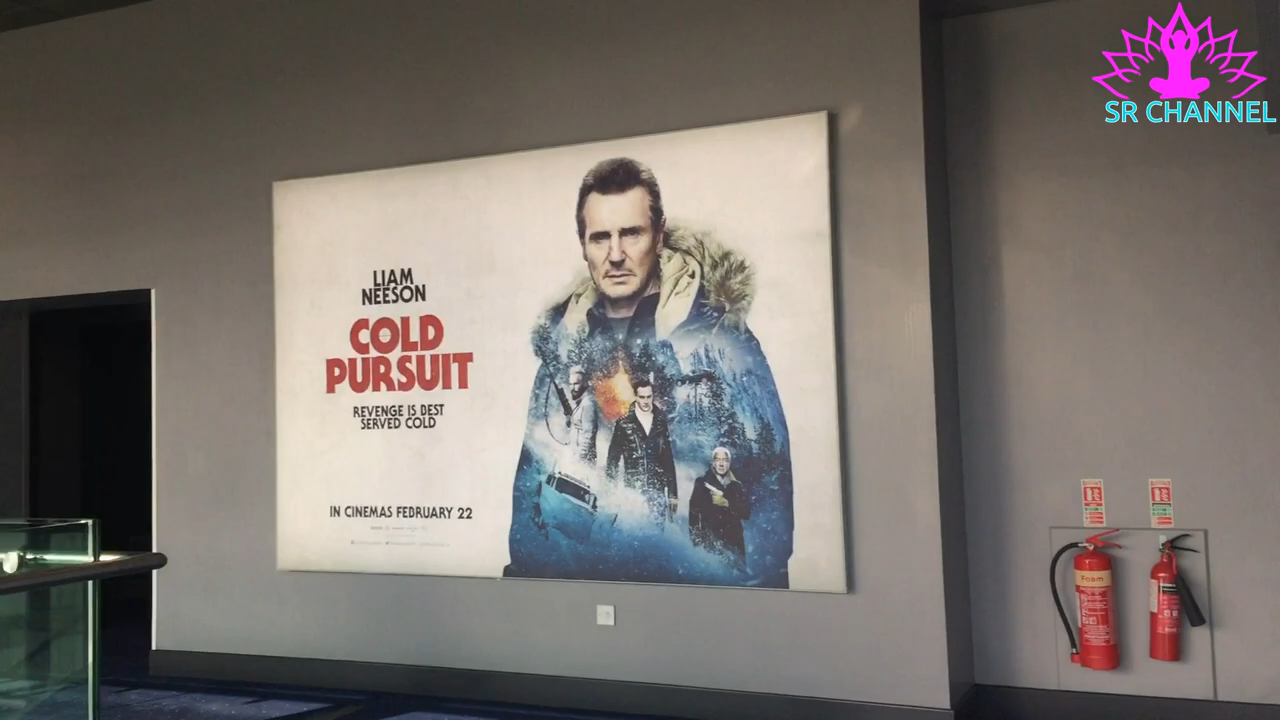 SR CHANNEL
LIAM
NEESON
COLD
PURSUIT
REVENGE IS BEST
SERVED COLD
IN CINEMAS FEBRUARY 22
Foam